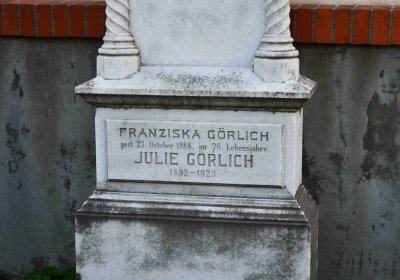 FRANZISKA GÖRLICH
gest. 23. October 1888, im 76. Lebensjahre.
JULIE GÖRLICH
1852-1923